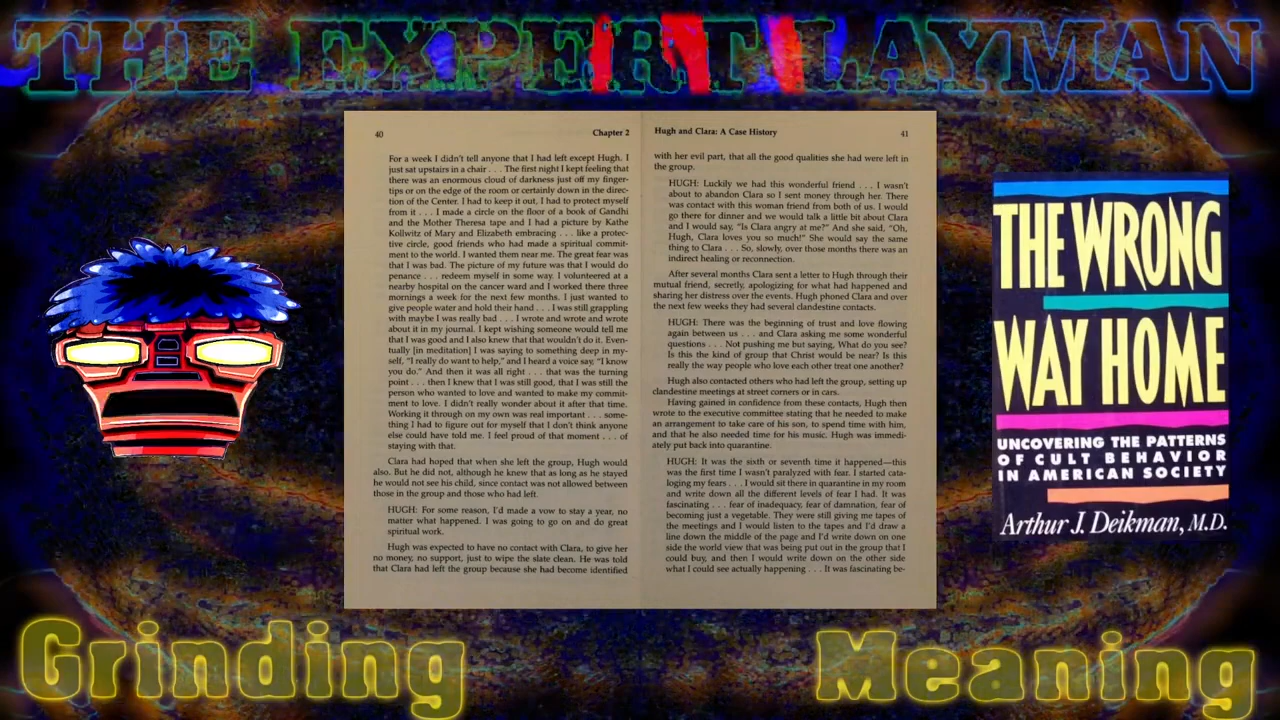 THE EXPERT LAYMAN
40
Chapter 2
For a week I didn't tell anyone that I had left except Hugh. I
just sat upstairs in a chair . . . The first night I kept feeling that
there was an enormous cloud of darkness just off my finger-
tips or on the edge of the room or certainly down in the direc-
tion of the Center. I had to keep it out, I had to protect myself
from it . . . I made a circle on the floor of a book of Gandhi
and the Mother Theresa tape and I had a picture by Kathe
Kollwitz of Mary and Elizabeth embracing . . . like a protec-
tive circle, good friends who had made a spiritual commit-
ment to the world. I wanted them near me. The great fear was
that I was bad. The picture of my future was that I would do
penance . . . redeem myself in some way. I volunteered at a
nearby hospital on the cancer ward and I worked there three
mornings a week for the next few months. I just wanted to
give people water and hold their hand . . . I was still grappling
with maybe I was really bad . . . I wrote and wrote and wrote
about it in my journal. I kept wishing someone would tell me
that I was good and I also knew that that wouldn't do it. Even-
tually [in meditation] I was saying to something deep in my-
self, "I really do want to help," and I heard a voice say, "I know
you do." And then it was all right . . . that was the turning
point . . . then I knew that I was still good, that I was still the
person who wanted to love and wanted to make my commit-
ment to love. I didn't really wonder about it after that time.
Working it through on my own was real important . . . some-
thing I had to figure out for myself that I don't think anyone
else could have told me. I feel proud of that moment . . . of
staying with that.
Clara had hoped that when she left the group, Hugh would
also. But he did not, although he knew that as long as he stayed
he would not see his child, since contact was not allowed between
those in the group and those who had left.
HUGH: For some reason, I'd made a vow to stay a year, no
matter what happened. I was going to go on and do great
spiritual work.
Hugh was expected to have no contact with Clara, to give her
no money, no support, just to wipe the slate clean. He was told
that Clara had left the group because she had become identified
Hugh and Clara: A Case History
41
with her evil part, that all the good qualities she had were left in
the group.
HUGH: Luckily we had this wonderful friend . . . I wasn't
about to abandon Clara so I sent money through her. There
was contact with this woman friend from both of us. I would
go there for dinner and we would talk a little bit about Clara
and I would say, "Is Clara angry at me?" And she said, "Oh,
Hugh, Clara loves you so much!" She would say the same
thing to Clara . . . So, slowly, over those months there was an
indirect healing or reconnection.
After several months Clara sent a letter to Hugh through their
mutual friend, secretly, apologizing for what had happened and
sharing her distress over the events. Hugh phoned Clara and over
the next few weeks they had several clandestine contacts.
HUGH: There was the beginning of trust and love flowing
again between us . . . and Clara asking me some wonderful
questions . . . Not pushing me but saying, What do you see?
Is this the kind of group that Christ would be near? Is this
really the way people who love each other treat one another?
Hugh also contacted others who had left the group, setting up
clandestine meetings at street corners or in cars.
Having gained in confidence from these contacts, Hugh then
wrote to the executive committee stating that he needed to make
an arrangement to take care of his son, to spend time with him,
and that he also needed time for his music. Hugh was immedi-
ately put back into quarantine.
HUGH: It was the sixth or seventh time it happened—this
was the first time I wasn't paralyzed with fear. I started cata-
loging my fears . . . I would sit there in quarantine in my room
and write down all the different levels of fear I had. It was
fascinating . . . fear of inadequacy, fear of damnation, fear of
becoming just a vegetable. They were still giving me tapes of
the meetings and I would listen to the tapes and I'd draw a
line down the middle of the page and I'd write down on one
side the world view that was being put out in the group that I
could buy, and then I would write down on the other side
what I could see actually happening . . . It was fascinating be-
THE WRONG
WAY HOME
UNCOVERING THE PATTERNS
OF CULT BEHAVIOR
IN AMERICAN SOCIETY
Arthur J. Deikman, M.D.
Grinding
Meaning